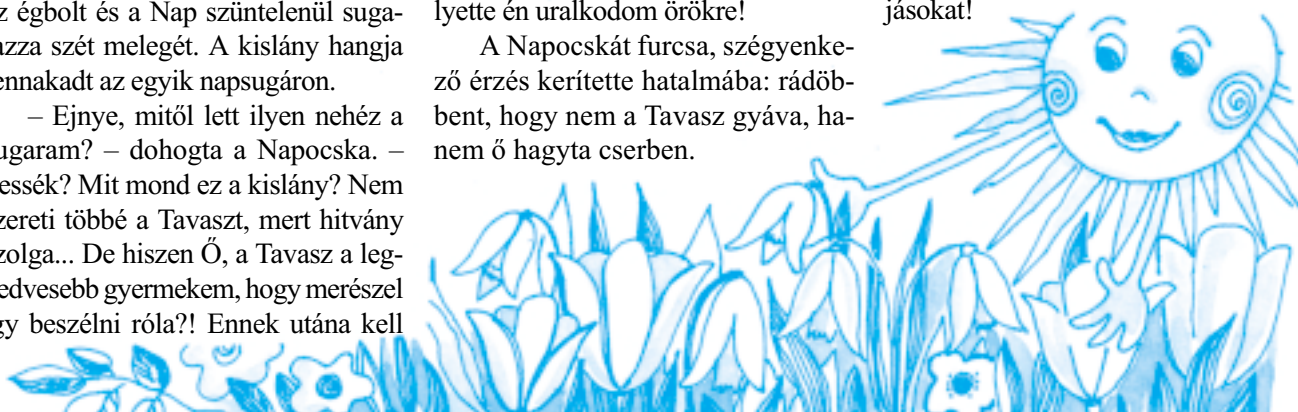 z égbolt és a Nap szüntelenül suga-
azza szét melegét. A kislány hangja
ennakadt az egyik napsugáron.
– Ejnye, mitől lett ilyen nehéz a
ugaram? – dohogta a Napocska. –
essék? Mit mond ez a kislány? Nem
zereti többé a Tavaszt, mert hitvány
zolga... De hiszen Ő, a Tavasz a leg-
edvesebb gyermekem, hogy merészel
gy beszélni róla?! Ennek utána kell
lyette én uralkodom örökre!
A Napocskát furcsa, szégyenke-
ző érzés kerítette hatalmába: rádöb-
bent, hogy nem a Tavasz gyáva, ha-
nem ő hagyta cserben.
jásokat!